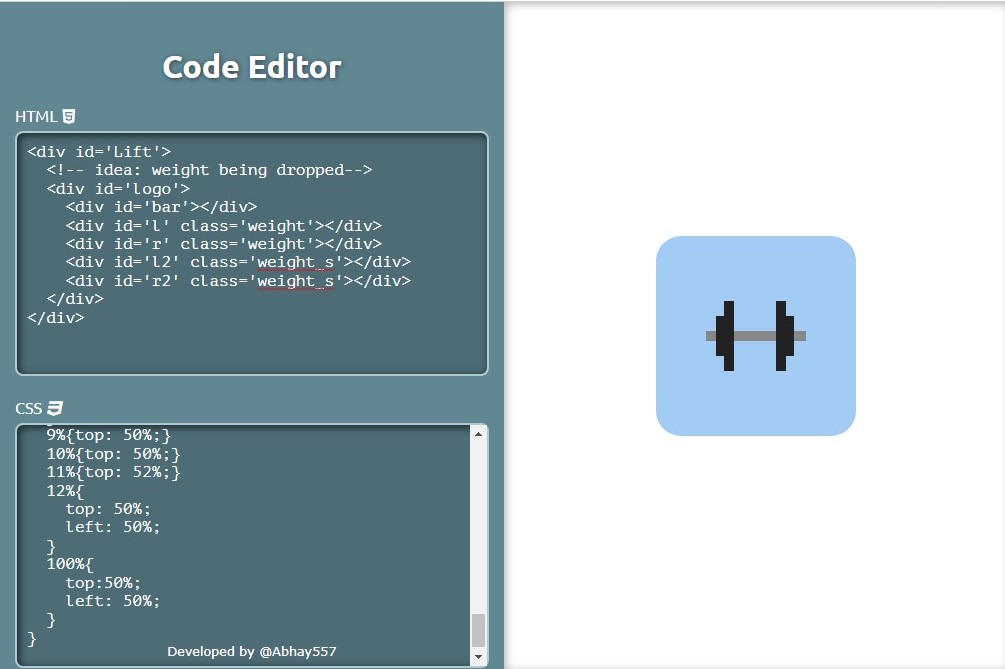 Code Editor
HTML
<div id='Lift'>
  <!-- idea: weight being dropped-->
  <div id='logo'>
    <div id='bar'></div>
    <div id='l' class='weight'></div>
    <div id='r' class='weight'></div>
    <div id='l2' class='weight_s'></div>
    <div id='r2' class='weight_s'></div>
  </div>
</div>
CSS
  9%{top: 50%;}
  10%{top: 50%;}
  11%{top: 52%;}
  12%{
    top: 50%;
    left: 50%;
  }
  100%{
    top:50%;
    left: 50%;
  }
}
Developed by @Abhay557